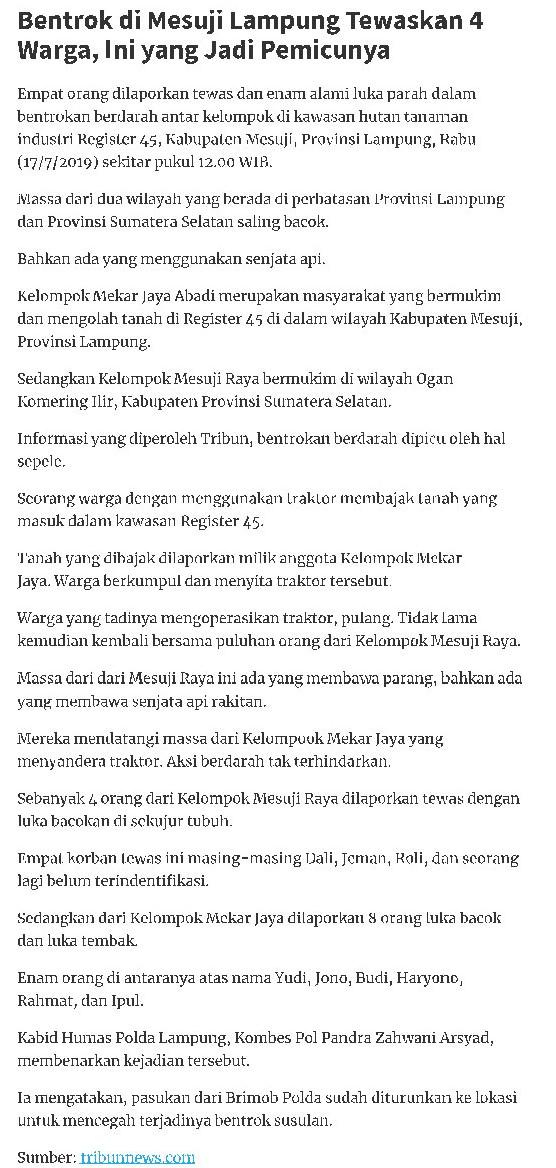 Bentrok di Mesuji Lampung Tewaskan 4
Warga, Ini yang Jadi Pemicunya
Empat orang dilaporkan tewas dan enam alami luka parah dalam
bentrokan berdarah antar kelompok di kawasan hutan tanaman
industri Register 45, Kabupaten Mesuji, Provinsi Lampung, Rabu
(17/7/2019) sekitar pukul 12.00 WIB.
Massa dari dua wilayah yang berada di perbatasan Provinsi Lampung
dan Provinsi Sumatera Selatan saling bacok.
Bahkan ada yang menggunakan senjata api.
Kelompok Mekar Jaya Abadi merupakan masyarakat yang bermukim
dan mengolah tanah di Register 45 di dalam wilayah Kabupaten Mesuji,
Provinsi Lampung.
Sedangkan Kelompok Mesuji Raya bermukim di wilayah Ogan
Komering Ilir, Kabupaten Provinsi Sumatera Selatan.
Informasi yang diperoleh Tribun, bentrokan berdarah dipicu oleh hal
sepele.
Seorang warga dengan menggunakan traktor membajak tanah yang
masuk dalam kawasan Register 45.
Tanah yang dibajak dilaporkan milik anggota Kelompok Mekar
Jaya. Warga berkumpul dan menyita traktor tersebut.
Warga yang tadinya mengoperasikan traktor, pulang. Tidak lama
kemudian kembali bersama puluhan orang dari Kelompok Mesuji Raya.
Massa dari dari Mesuji Raya ini ada yang membawa parang, bahkan ada
yang membawa senjata api rakitan.
Mereka mendatangi massa dari Kelompook Mekar Jaya yang
menyandera traktor. Aksi berdarah tak terhindarkan.
Sebanyak 4 orang dari Kelompok Mesuji Raya dilaporkan tewas dengan
luka bacokan di sekujur tubuh.
Empat korban tewas ini masing-masing Dali, Jeman, Roli, dan seorang
lagi belum terindentifikasi.
Sedangkan dari Kelompok Mekar Jaya dilaporkan 8 orang luka bacok
dan luka tembak.
Enam orang di antaranya atas nama Yudi, Jono, Budi, Haryono,
Rahmat, dan Ipul.
Kabid Humas Polda Lampung, Kombes Pol Pandra Zahwani Arsyad,
membenarkan kejadian tersebut.
Ia mengatakan, pasukan dari Brimob Polda sudah diturunkan ke lokasi
untuk mencegah terjadinya bentrok susulan.
Sumber: tribunnews.com